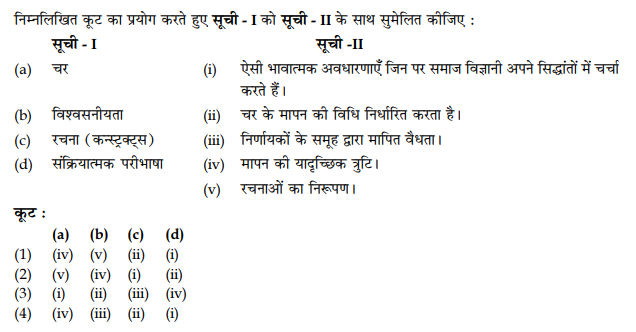 निम्नलिखित कूट का प्रयोग करते हुए सूची - I को सूची - II के साथ सुमेलित कीजिए :
सूची - I सूची -II
(a) चर (i) ऐसी भावात्मक अवधारणाएँ जिन पर समाज विज्ञानी अपने सिद्धांतों में चर्चा
करते हैं।
(b) विश्वसनीयता (ii) चर के मापन की विधि निर्धारित करता है।
(c) रचना (कन्स्ट्रक्ट्स) (iii) निर्णायकों के समूह द्वारा मापित वैधता।
(d) संक्रियात्मक परीभाषा (iv) मापन की यादृच्छिक त्रुटि।
(v) रचनाओं का निरूपण।
कूट :
(a) (b) (c) (d)
(1) (iv) (v) (ii) (i)
(2) (v) (iv) (i) (ii)
(3) (i) (ii) (iii) (iv)
(4) (iv) (iii) (ii) (i)